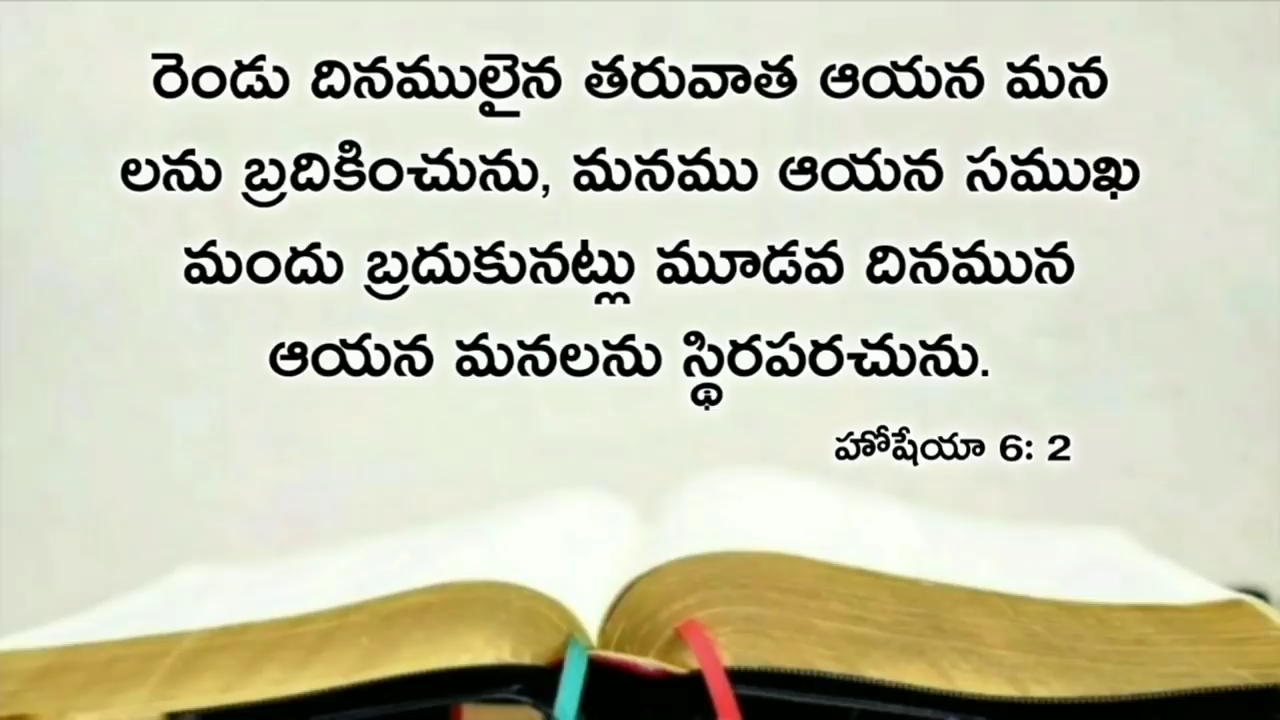 రెండు దినములైన తరువాత ఆయన మన
లను బ్రదికించును, మనము ఆయన సముఖ
మందు బ్రదుకునట్లు మూడవ దినమున
ఆయన మనలను స్థిరపరచును.
హోషేయా 6: 2